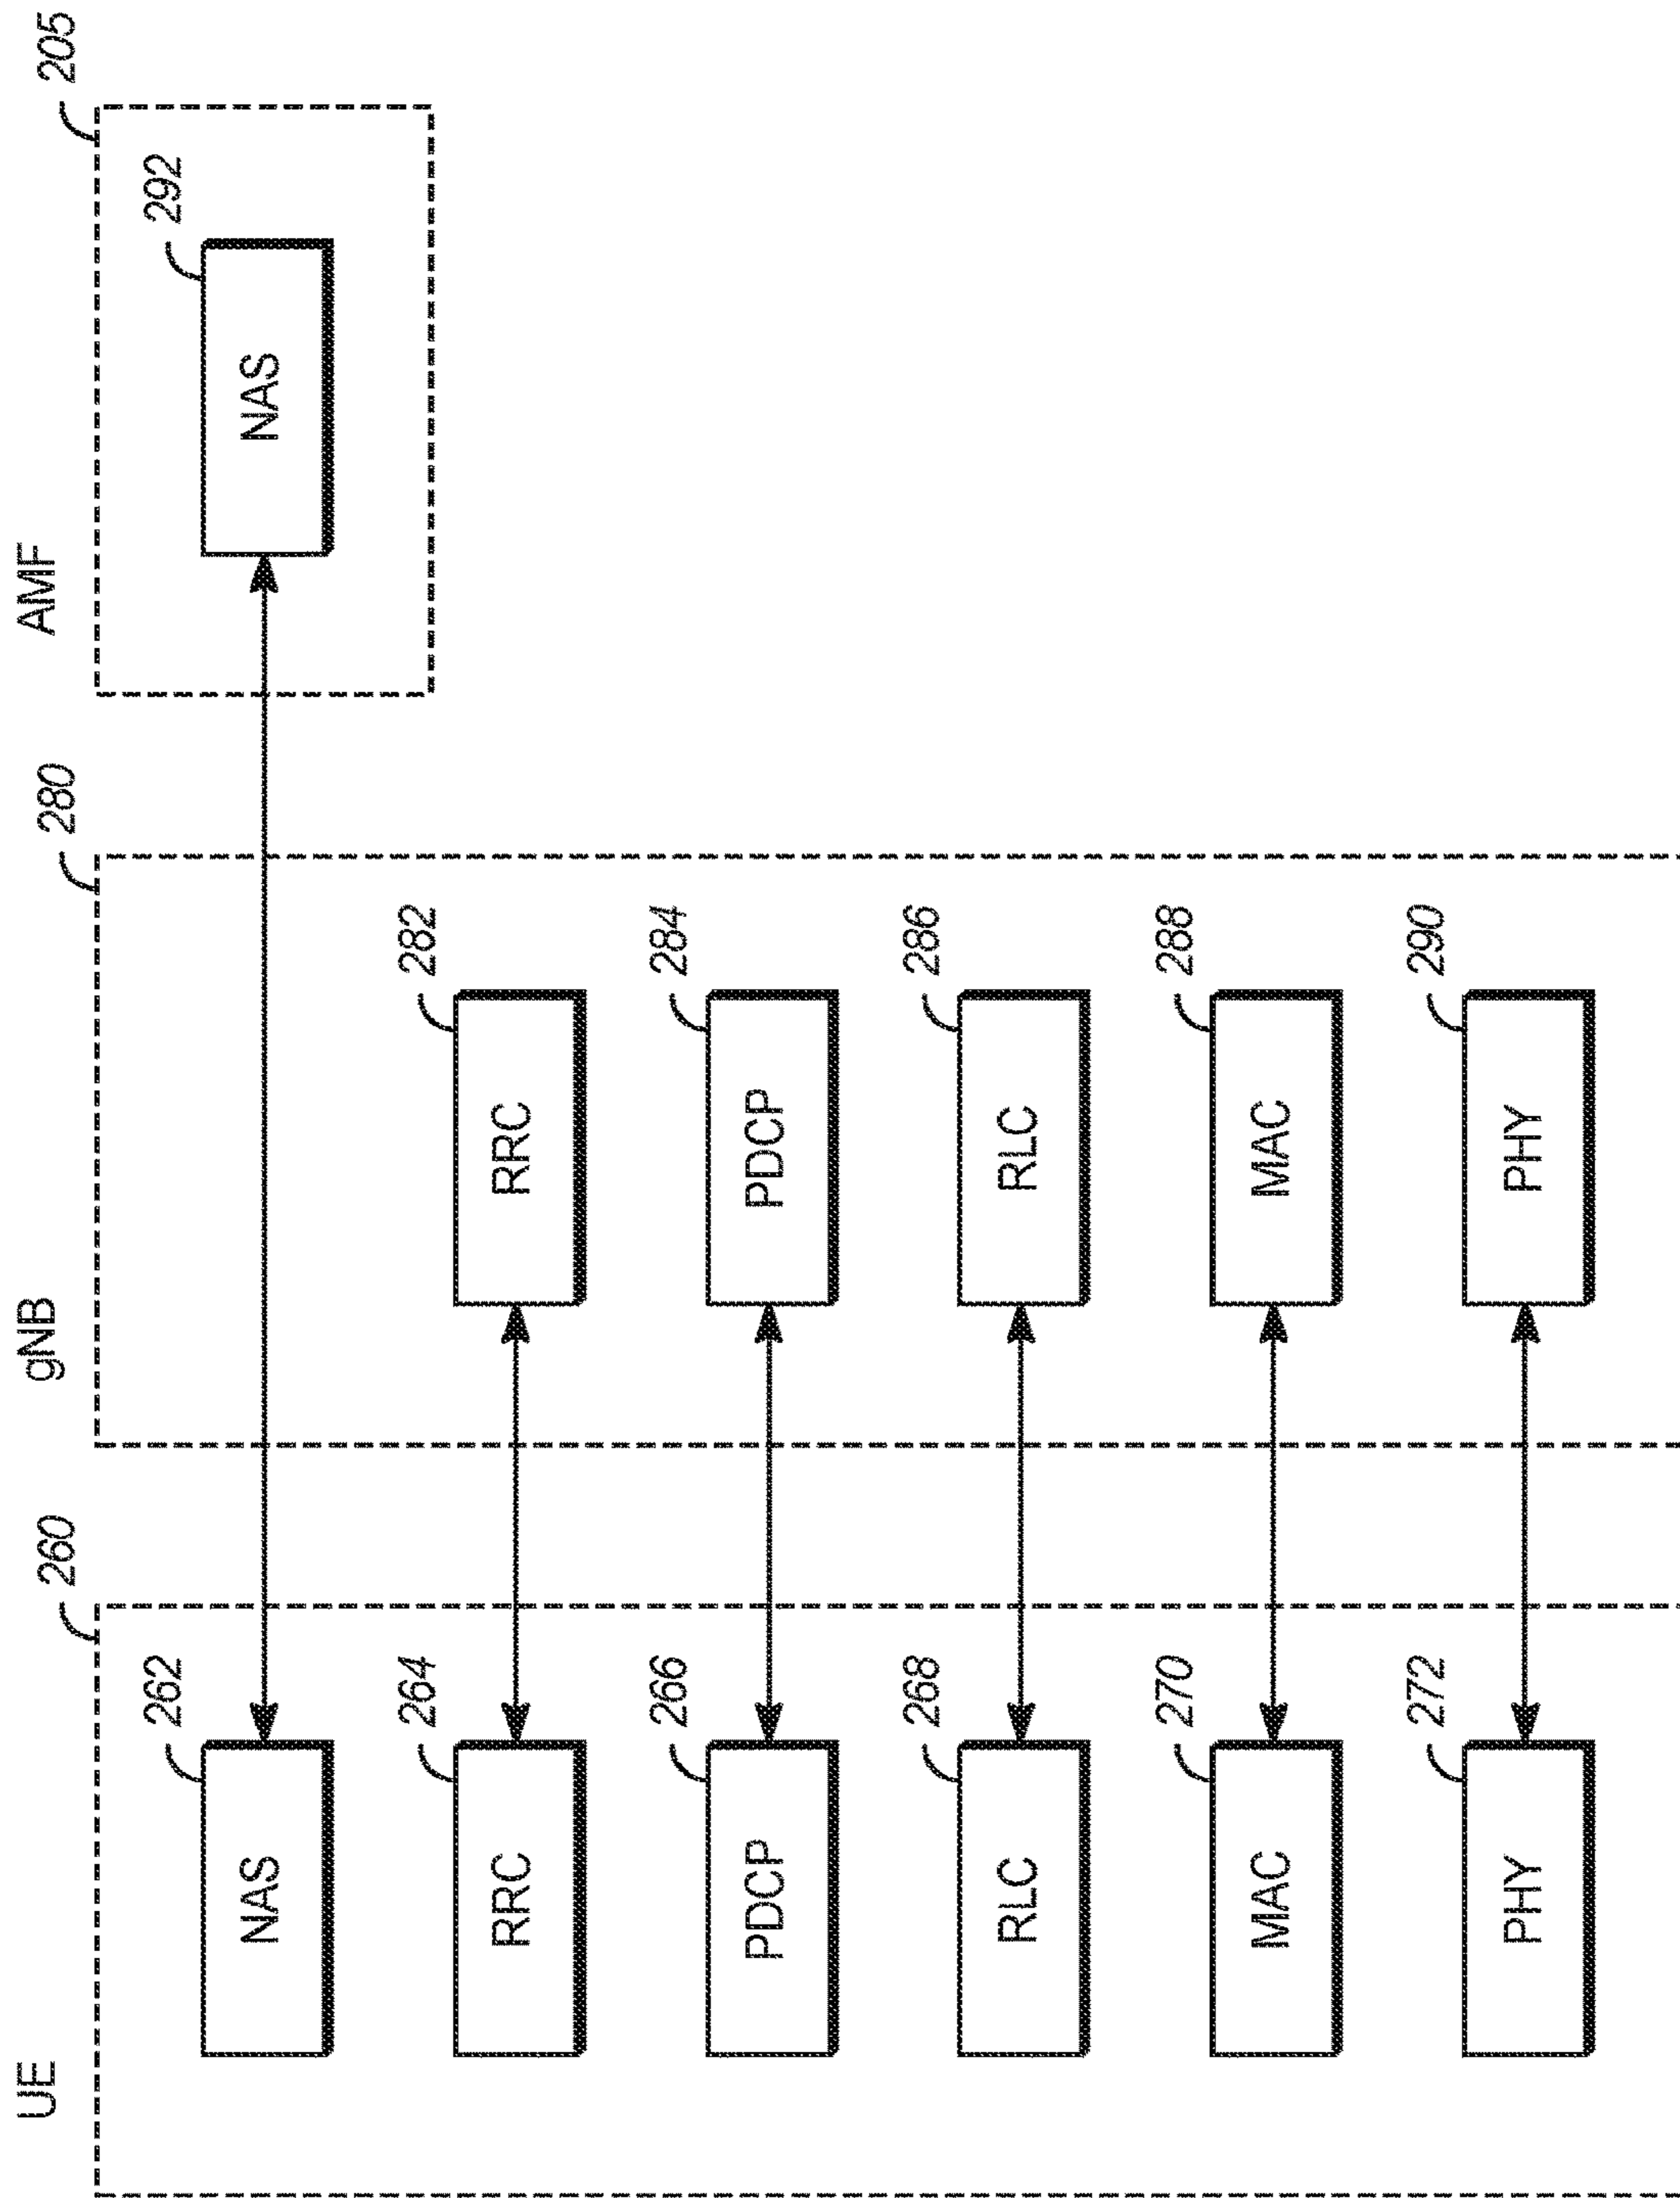 UE
260
gNB
280
AMF
205
NAS
262
NAS
292
RRC
264
RRC
282
PDCP
266
PDCP
284
RLC
268
RLC
286
MAC
270
MAC
288
PHY
272
PHY
290